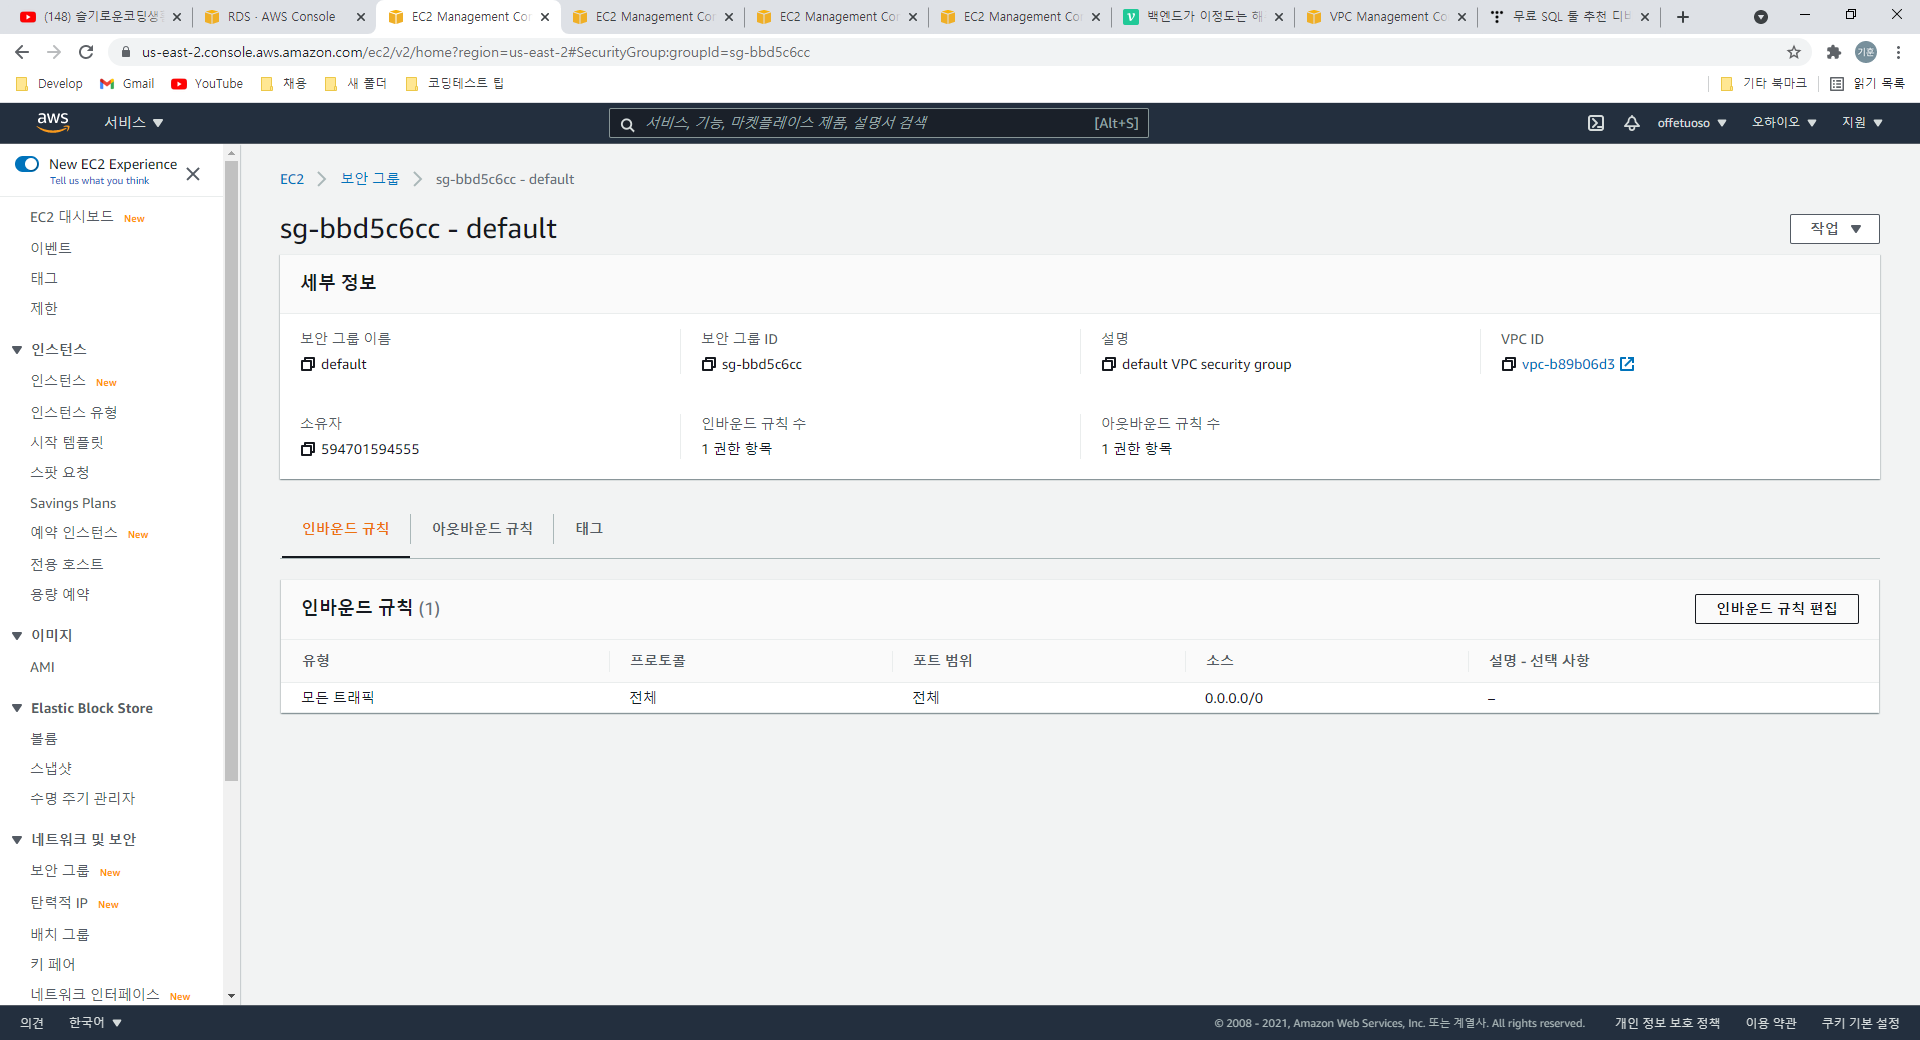 (148) 슬기로운코딩생
RDS · AWS Console
EC2 Management Con
EC2 Management Con
EC2 Management Con
EC2 Management Con
백엔드가 이정도는 해
VPC Management Co
무료 SQL 툴 추천 디비
us-east-2.console.aws.amazon.com/ec2/v2/home?region=us-east-2#SecurityGroup:groupId=sg-bbd5c6cc
기훈
Develop
Gmail
YouTube
채용
새 폴더
코딩테스트 팁
기타 북마크
읽기 목록
aws
서비스
서비스, 기능, 마켓플레이스 제품, 설명서 검색
[Alt+S]
offetuoso
오하이오
지원
New EC2 Experience
Tell us what you think
EC2 대시보드 New
이벤트
태그
제한
인스턴스
인스턴스 New
인스턴스 유형
시작 템플릿
스팟 요청
Savings Plans
예약 인스턴스 New
전용 호스트
용량 예약
이미지
AMI
Elastic Block Store
볼륨
스냅샷
수명 주기 관리자
네트워크 및 보안
보안 그룹 New
탄력적 IP New
배치 그룹
키 페어
네트워크 인터페이스 New
EC2
보안 그룹
sg-bbd5c6cc - default
sg-bbd5c6cc - default
작업
세부 정보
보안 그룹 이름
default
보안 그룹 ID
sg-bbd5c6cc
설명
default VPC security group
VPC ID
vpc-b89b06d3
소유자
594701594555
인바운드 규칙 수
1 권한 항목
아웃바운드 규칙 수
1 권한 항목
인바운드 규칙
아웃바운드 규칙
태그
인바운드 규칙 (1)
인바운드 규칙 편집
유형
프로토콜
포트 범위
소스
설명 - 선택 사항
모든 트래픽
전체
전체
0.0.0.0/0
–
의견
한국어
© 2008 - 2021, Amazon Web Services, Inc. 또는 계열사. All rights reserved.
개인 정보 보호 정책
이용 약관
쿠키 기본 설정